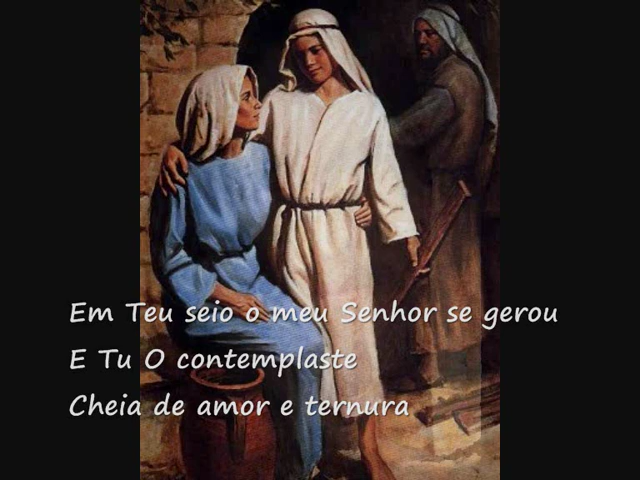 Em Teu seio o meu Senhor se gerou
E Tu O contemplaste
Cheia de amor e ternura